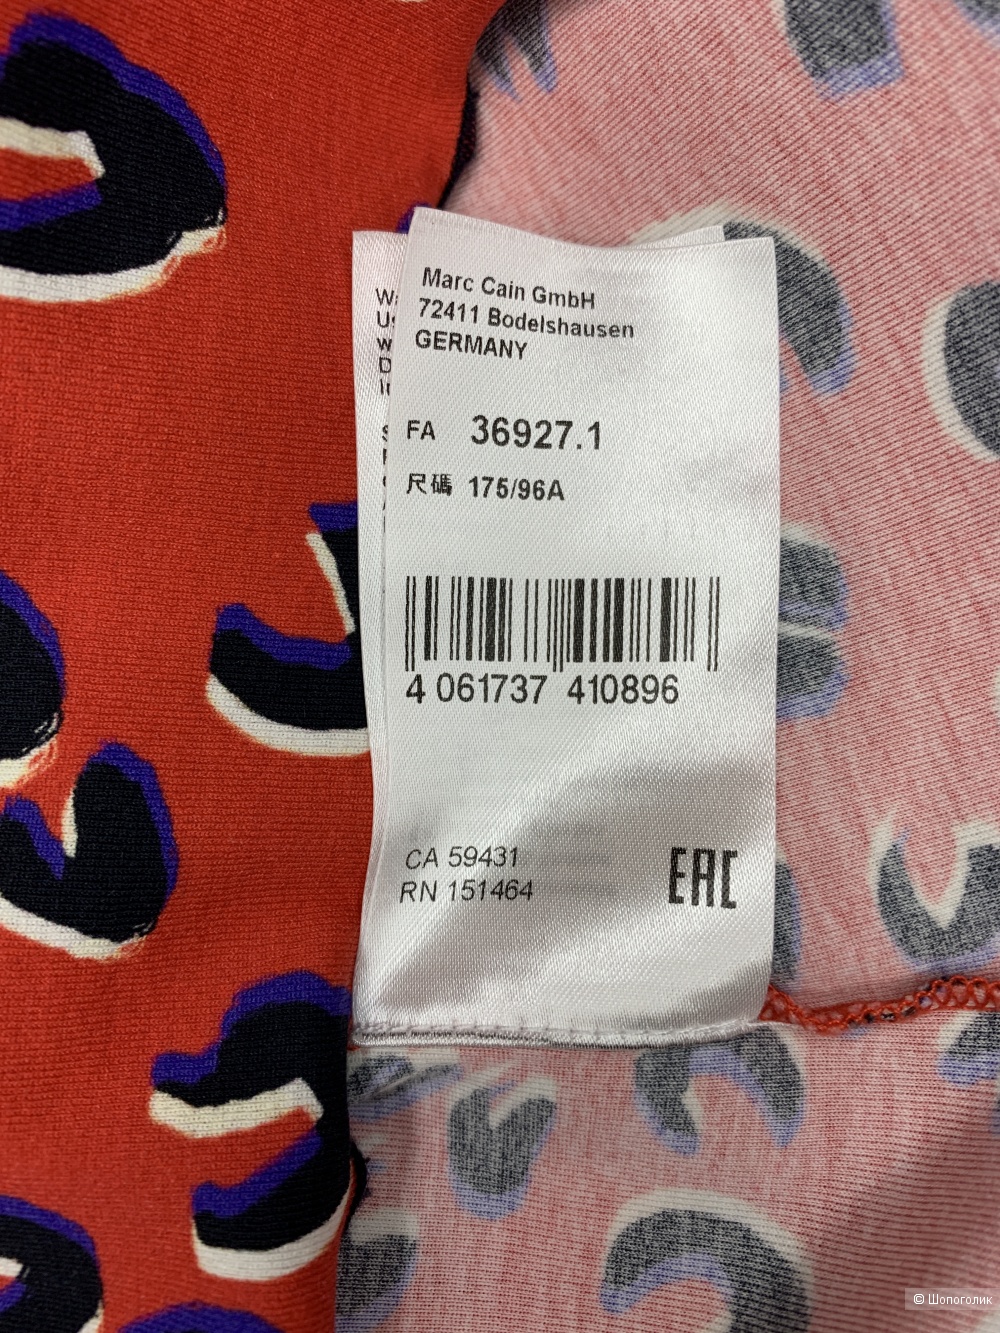 Marc Cain GmbH
72411 Bodelshausen
GERMANY
FA 36927.1
尺碼 175/96A
4 061737 410896
CA 59431
RN 151464
EAC
© Шопоголик